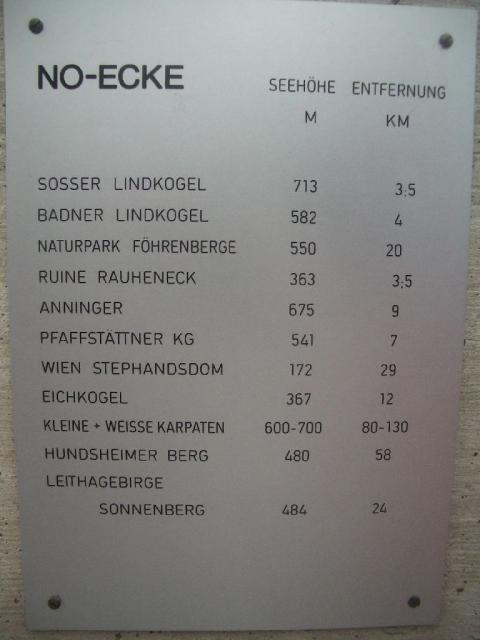 NO-ECKE SEEHÖHE ENTFERNUNG
M KM
SOSSER LINDKOGEL 713 3,5
BADNER LINDKOGEL 582 4
NATURPARK FÖHRENBERGE 550 20
RUINE RAUHENECK 363 3,5
ANNINGER 675 9
PFAFFSTÄTTNER KG 541 7
WIEN STEPHANDSDOM 172 29
EICHKOGEL 367 12
KLEINE + WEISSE KARPATEN 600-700 80-130
HUNDSHEIMER BERG 480 58
LEITHAGEBIRGE
SONNENBERG 484 24